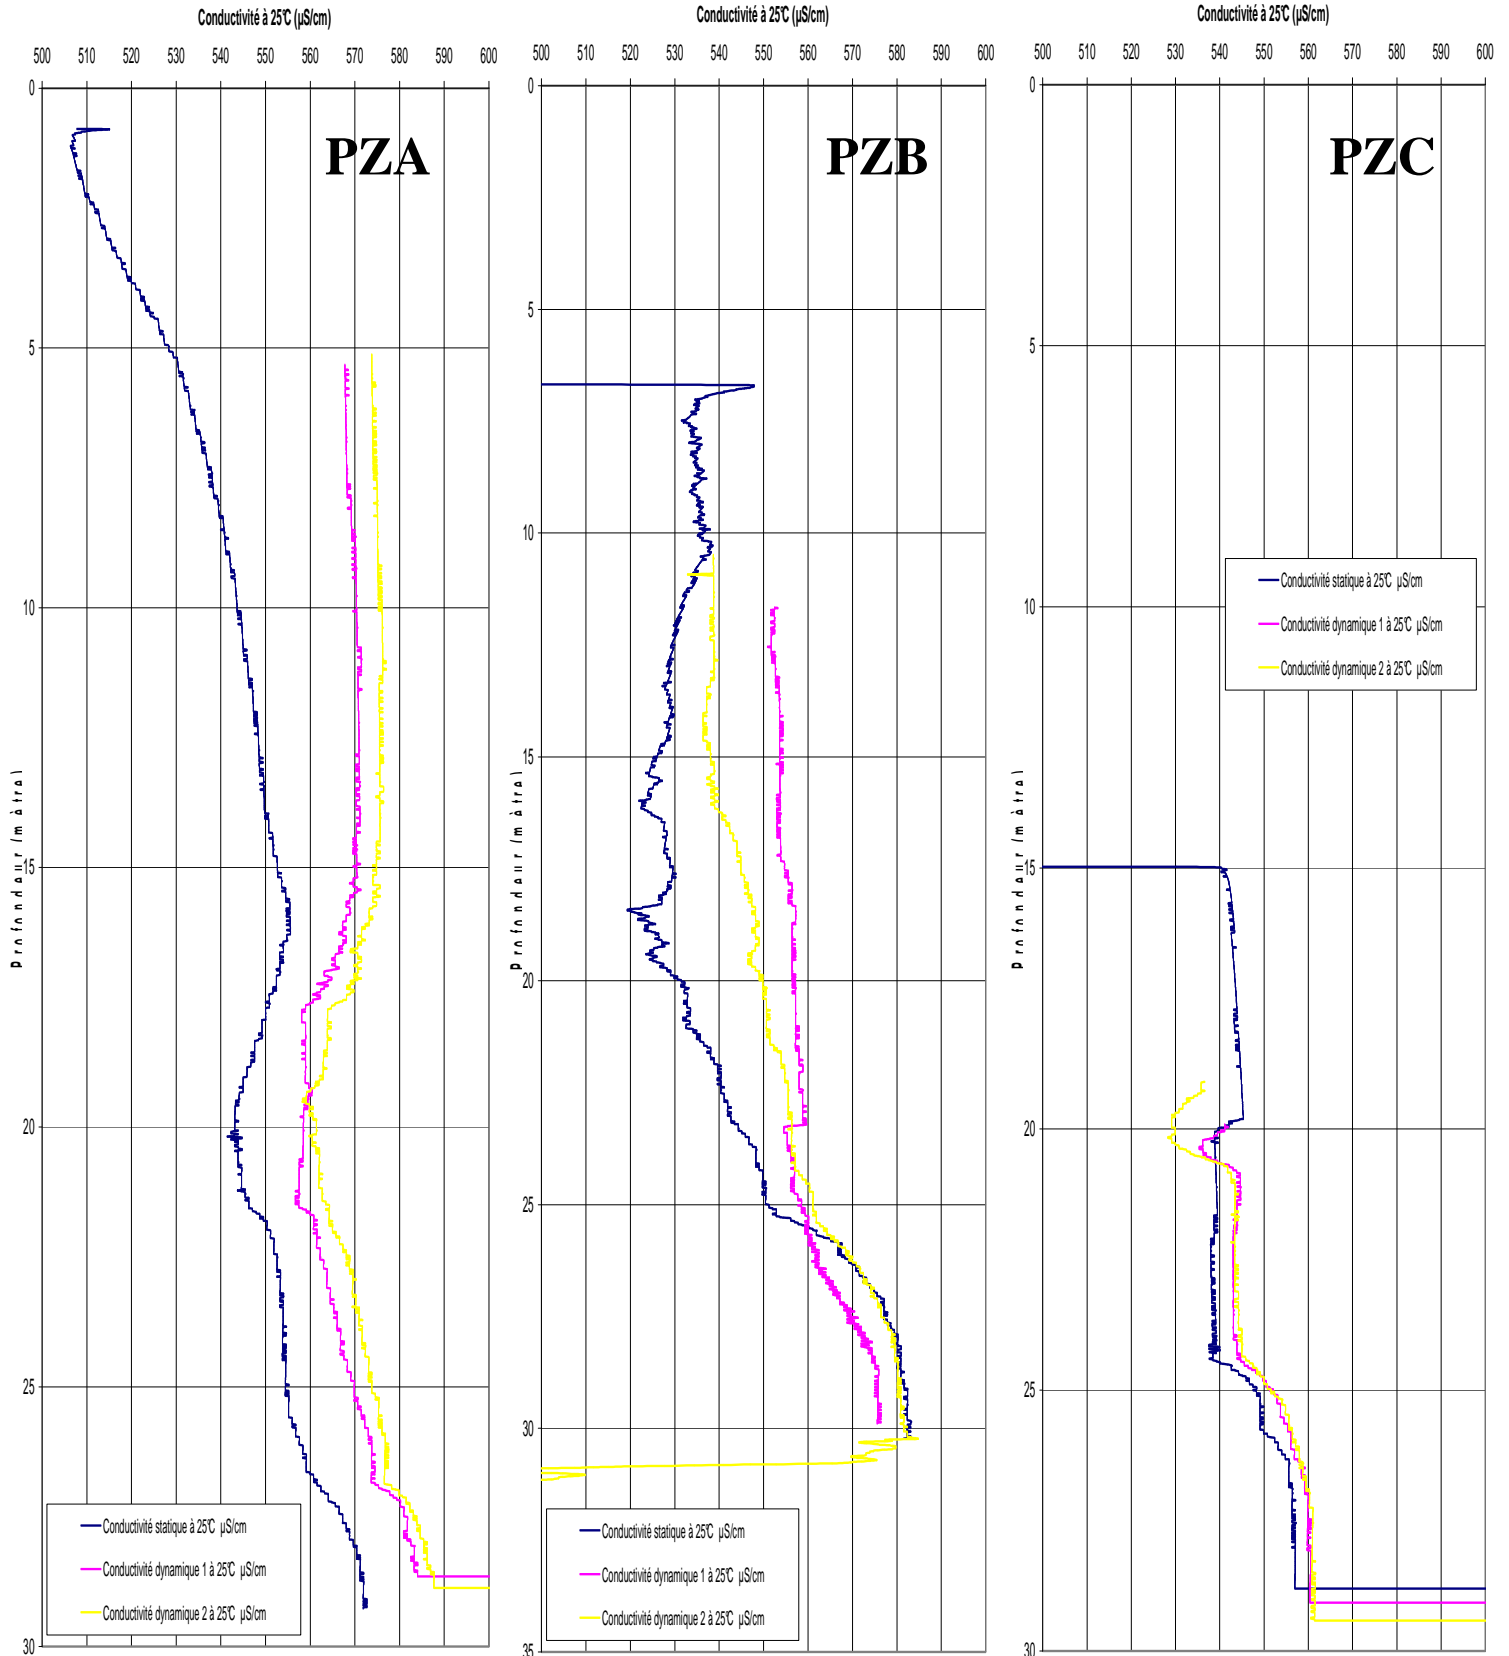 Conductivité à 25°C (µS/cm)
500 510 520 530 540 550 560 570 580 590 600
0
PZA
5
10
15
20
25
30
Conductivité statique à 25°C µS/cm
Conductivité dynamique 1 à 25°C µS/cm
Conductivité dynamique 2 à 25°C µS/cm
Conductivité à 25°C (µS/cm)
500 510 520 530 540 550 560 570 580 590 600
0
PZB
5
10
15
20
25
30
35
Conductivité statique à 25°C µS/cm
Conductivité dynamique 1 à 25°C µS/cm
Conductivité dynamique 2 à 25°C µS/cm
Conductivité à 25°C (µS/cm)
500 510 520 530 540 550 560 570 580 590 600
0
PZC
5
10
15
20
25
30
Conductivité statique à 25°C µS/cm
Conductivité dynamique 1 à 25°C µS/cm
Conductivité dynamique 2 à 25°C µS/cm